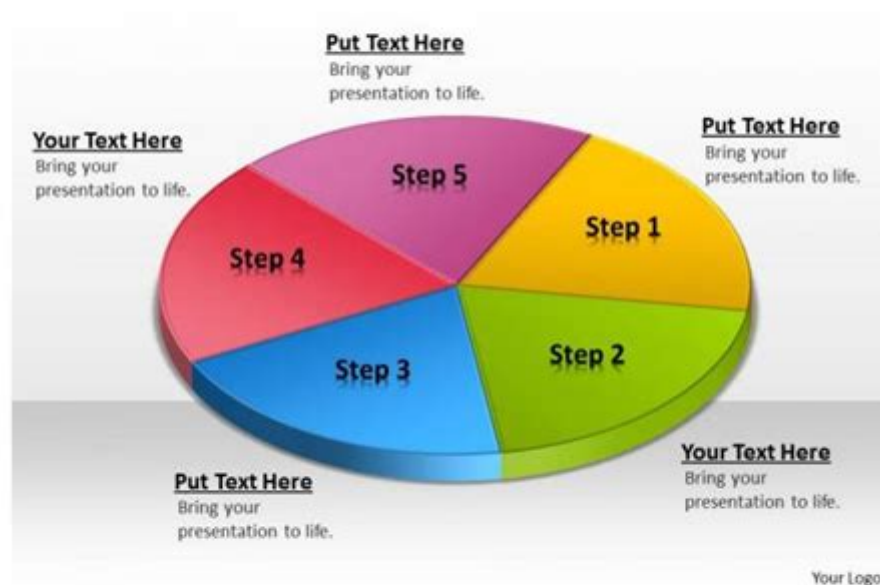 Put Text Here
Bring your
presentation to life.
Your Text Here
Bring your
presentation to life.
Put Text Here
Bring your
presentation to life.
Step 5
Step 1
Step 4
Step 2
Step 3
Your Text Here
Bring your
presentation to life.
Put Text Here
Bring your
presentation to life.
Your Logo